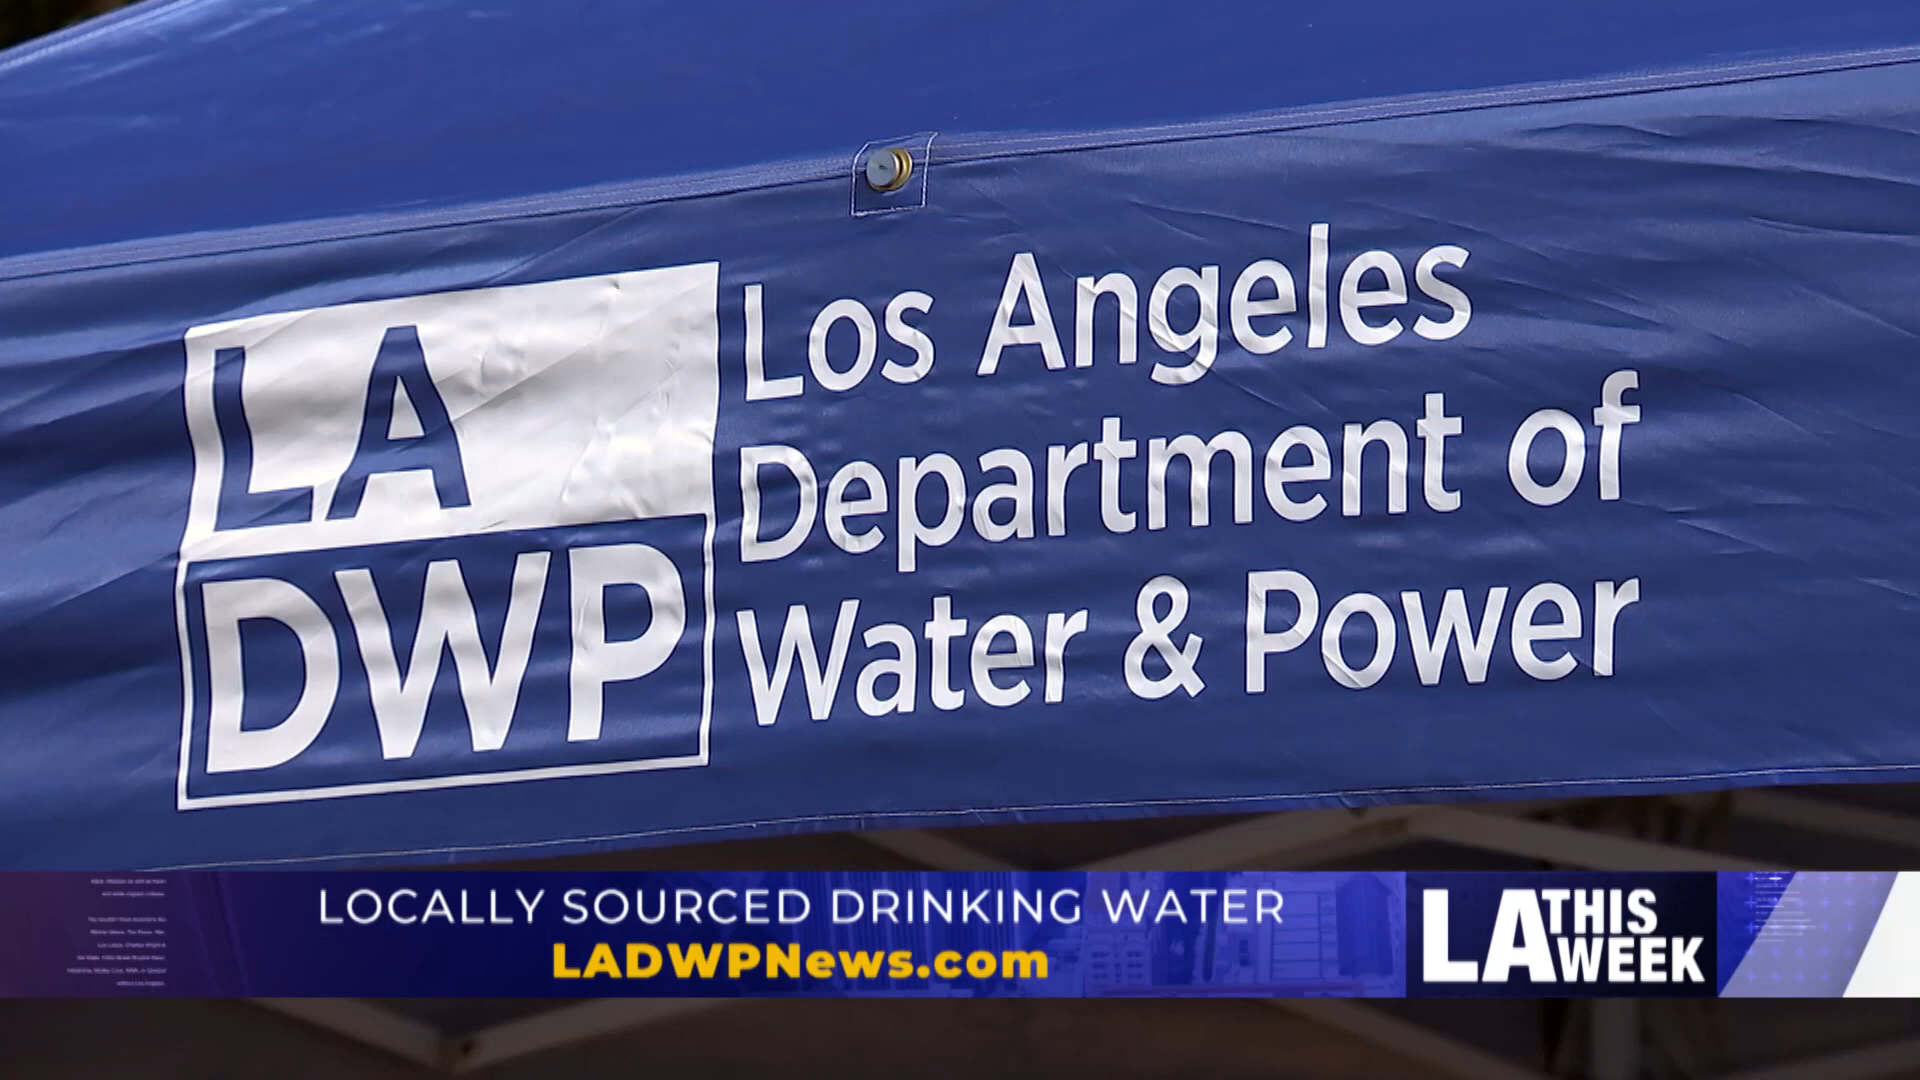 LA
DWP
Los Angeles
Department of
Water & Power
LOCALLY SOURCED DRINKING WATER
LADWPNews.com
LA THIS WEEK